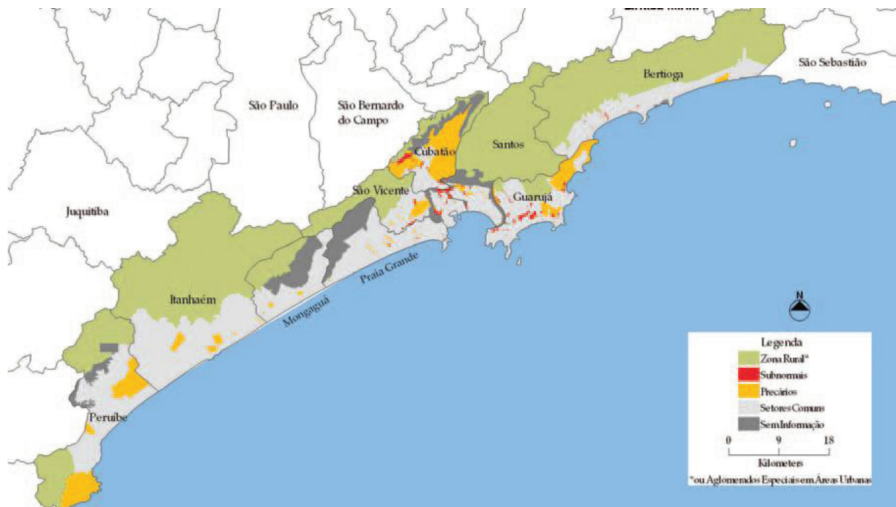 São Sebastião
Bertioga
São Paulo
São Bernardo
do Campo
Cubatão
Santos
São Vicente
Guarujá
Juquitiba
Praia Grande
Itanhaém
Mongaguá
Peruíbe
N
Legenda
Zona Rural*
Subnormais
Precários
Setores Comuns
Sem Informação
0 9 18
Kilometers
*ou Aglomerados Especiais em Áreas Urbanas